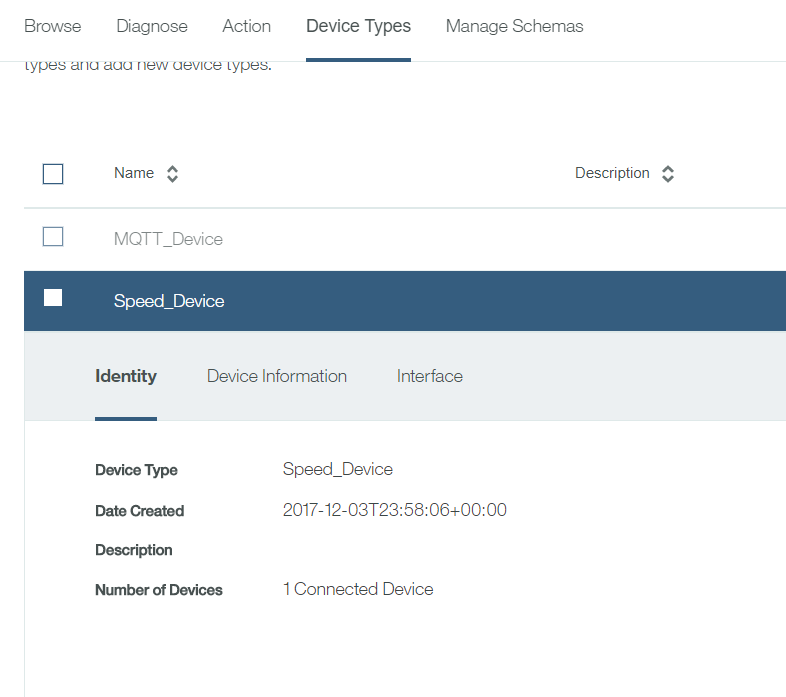 Browse Diagnose Action Device Types Manage Schemas
types and add new device types.
Name Description
MQTT_Device
Speed_Device
Identity Device Information Interface
Device Type Speed_Device
Date Created 2017-12-03T23:58:06+00:00
Description
Number of Devices 1 Connected Device